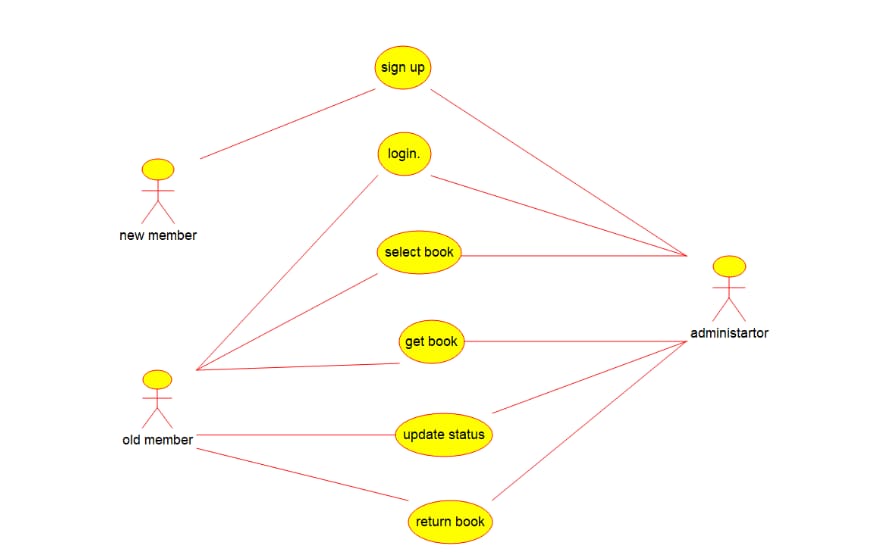 sign up
login.
new member
select book
administartor
get book
old member
update status
return book